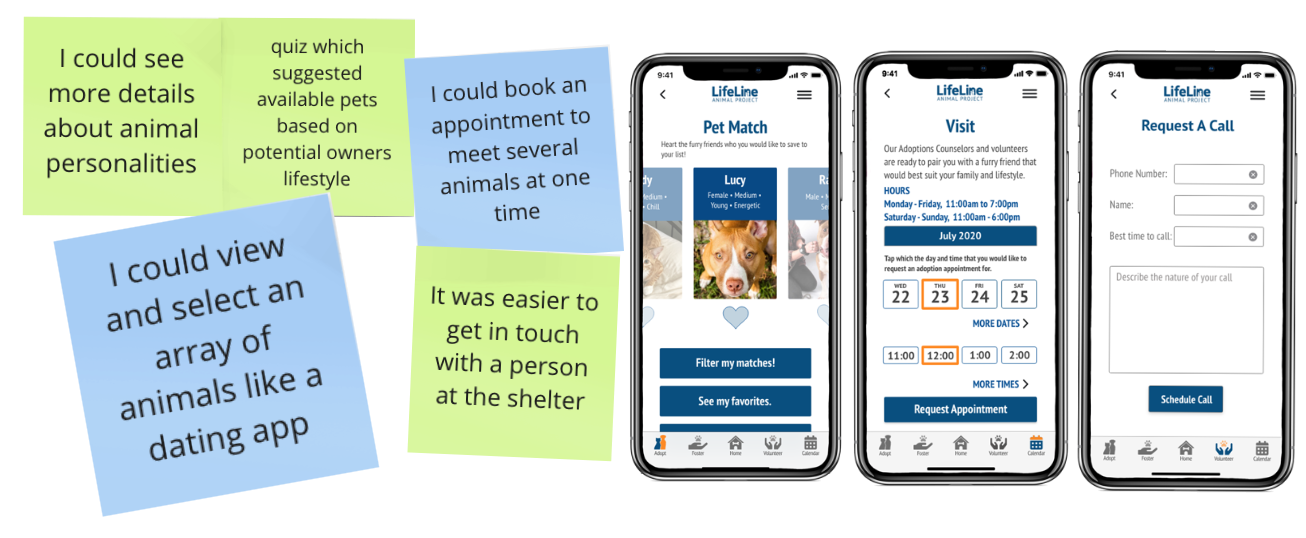 I could see
more details
about animal
personalities
quiz which
suggested
available pets
based on
potential owners
lifestyle
I could book an
appointment to
meet several
animals at one
time
I could view
and select an
array of
animals like a
dating app
It was easier to
get in touch
with a person
at the shelter
9:41
LifeLine
ANIMAL PROJECT
Pet Match
Heart the furry friends who you would like to save to
your list!
dy
Medium •
• Chill
Lucy
Female • Medium •
Young • Energetic
Ra
Male •
Se
Filter my matches!
See my favorites.
Adopt
Foster
Home
Volunteer
Calendar
9:41
LifeLine
ANIMAL PROJECT
Visit
Our Adoptions Counselors and volunteers
are ready to pair you with a furry friend that
would best suit your family and lifestyle.
HOURS
Monday - Friday, 11:00am to 7:00pm
Saturday - Sunday, 11:00am - 6:00pm
July 2020
Tap which the day and time that you would like to
request an adoption appointment for.
WED THU FRI SAT
22 23 24 25
MORE DATES >
11:00 12:00 1:00 2:00
MORE TIMES >
Request Appointment
Adopt
Foster
Home
Volunteer
Calendar
9:41
LifeLine
ANIMAL PROJECT
Request A Call
Phone Number:
Name:
Best time to call:
Describe the nature of your call
Schedule Call
Adopt
Foster
Home
Volunteer
Calendar